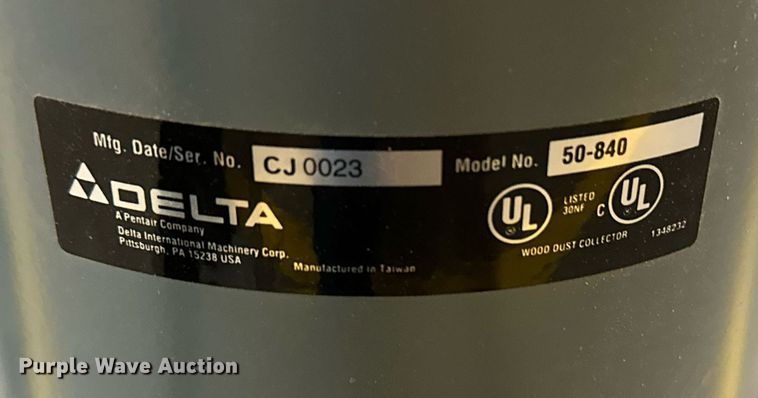 Mfg. Date/Ser. No. CJ 0023 Model No. 50-840
DELTA
A Pentair Company
Delta International Machinery Corp.
Pittsburgh, PA 15238 USA
Manufactured in Taiwan
UL LISTED 30NF C UL
WOOD DUST COLLECTOR 1348232
Purple Wave Auction